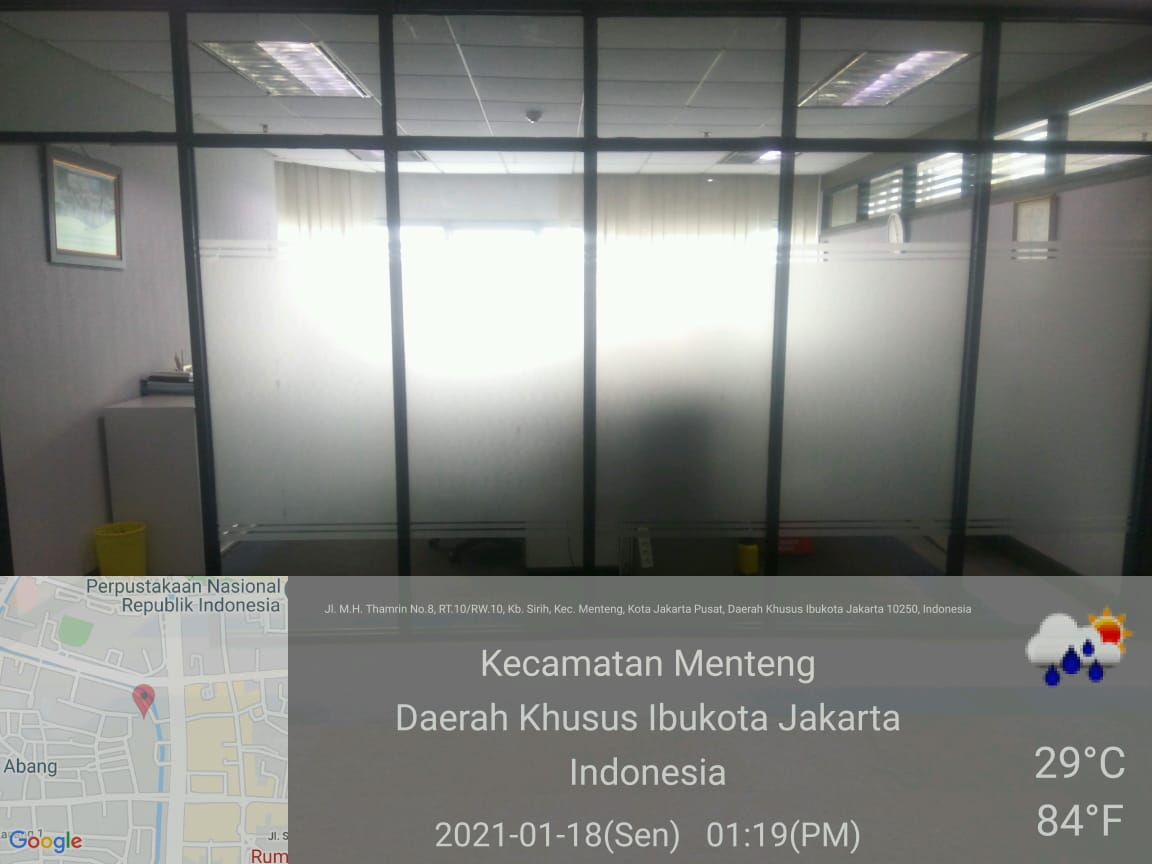 Perpustakaan Nasional
Republik Indonesia
Abang
Google
Jl. S
Rum
Jl. M.H. Thamrin No.8, RT.10/RW.10, Kb. Sirih, Kec. Menteng, Kota Jakarta Pusat, Daerah Khusus Ibukota Jakarta 10250, Indonesia
Kecamatan Menteng
Daerah Khusus Ibukota Jakarta
Indonesia
2021-01-18(Sen) 01:19(PM)
29°C
84°F